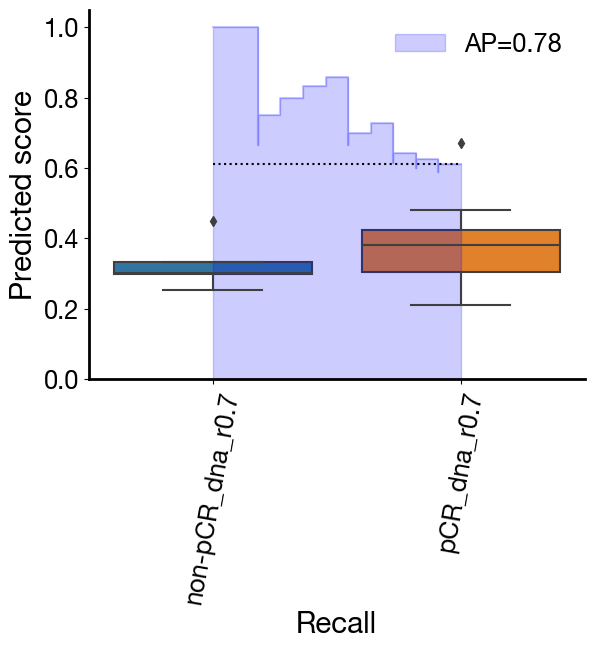 AP=0.78
Predicted score
1.0
0.8
0.6
0.4
0.2
0.0
non-pCR_dna_r0.7
pCR_dna_r0.7
Recall